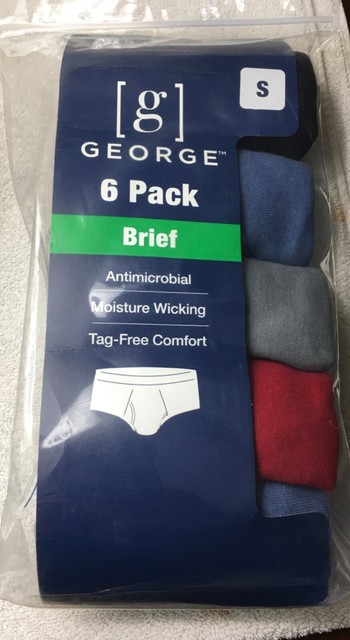 S
[g]
GEORGE™
6 Pack
Brief
Antimicrobial
Moisture Wicking
Tag-Free Comfort